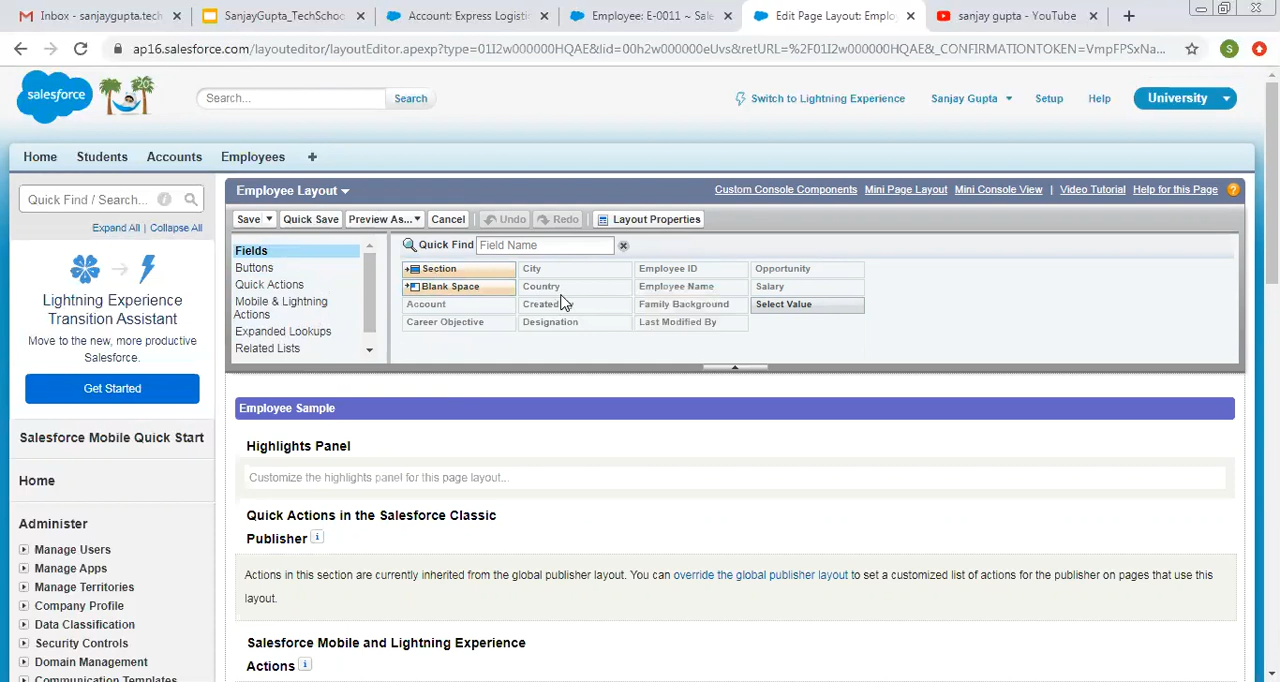 Inbox - sanjaygupta.tech
SanjayGupta_TechSchoo
Account: Express Logisti
Employee: E-0011 ~ Sale
Edit Page Layout: Emplo
sanjay gupta - YouTube
ap16.salesforce.com/layouteditor/layoutEditor.apexp?type=01I2w000000HQAE&lid=00h2w000000eUvs&retURL=%2F01I2w000000HQAE&_CONFIRMATIONTOKEN=VmpFPSxNa...
S
salesforce
Search...
Search
Switch to Lightning Experience
Sanjay Gupta
Setup
Help
University
Home
Students
Accounts
Employees
Quick Find / Search...
Expand All | Collapse All
Lightning Experience
Transition Assistant
Move to the new, more productive
Salesforce.
Get Started
Salesforce Mobile Quick Start
Home
Administer
Manage Users
Manage Apps
Manage Territories
Company Profile
Data Classification
Security Controls
Domain Management
Communication Templates
Employee Layout
Custom Console Components
Mini Page Layout
Mini Console View
|
Video Tutorial
Help for this Page
Save
Quick Save
Preview As...
Cancel
Undo
Redo
Layout Properties
Fields
Buttons
Quick Actions
Mobile & Lightning
Actions
Expanded Lookups
Related Lists
Quick Find
Field Name
Section
City
Employee ID
Opportunity
Blank Space
Country
Employee Name
Salary
Account
Created By
Family Background
Select Value
Career Objective
Designation
Last Modified By
Employee Sample
Highlights Panel
Customize the highlights panel for this page layout...
Quick Actions in the Salesforce Classic
Publisher
Actions in this section are currently inherited from the global publisher layout. You can override the global publisher layout to set a customized list of actions for the publisher on pages that use this
layout.
Salesforce Mobile and Lightning Experience
Actions